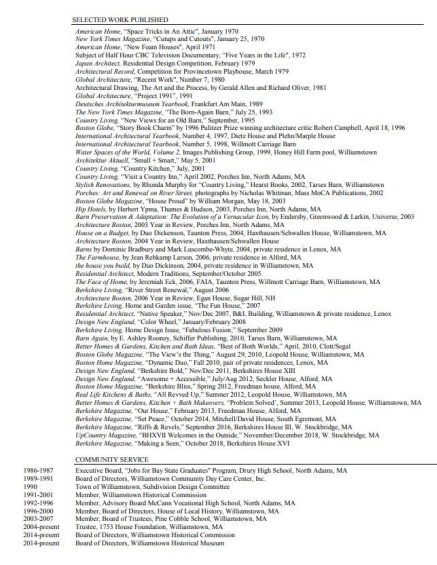 SELECTED WORK PUBLISHED
American Home, "Space Tricks in An Attic", January 1970
New York Times Magazine, "Cutups and Cutouts", January 25, 1970
American Home, "New Foam Houses", April 1971
Subject of Half Hour CBC Television Documentary, "Five Years in the Life", 1972
Japan Architect, Residential Design Competition, February 1979
Architectural Record, Competition for Provincetown Playhouse, March 1979
Global Architecture, "Recent Work", Number 7, 1980
Architectural Drawing, The Art and the Process, by Gerald Allen and Richard Oliver, 1981
Global Architecture, "Project 1991", 1991
Deutsches Architekturmuseum Yearbook, Frankfurt Am Main, 1989
The New York Times Magazine, "The Born-Again Barn," July 25, 1993
Country Living, "New Views for an Old Barn," September, 1995
Boston Globe, "Story Book Charm" by 1996 Pulitzer Prize winning architecture critic Robert Campbell, April 18, 1996
International Architectural Yearbook, Number 4, 1997, Dietz House and Plehn/Marple House
International Architectural Yearbook, Number 5, 1998, Willmott Carriage Barn
Water Spaces of the World, Volume 2, Images Publishing Group, 1999, Honey Hill Farm pool, Williamstown
Architektur Aktuell, "Small + Smart," May 5, 2001
Country Living, "Country Kitchen," July, 2001
Country Living, "Visit a Country Inn," April 2002, Porches Inn, North Adams, MA
Stylish Renovations, by Rhonda Murphy for "Country Living," Hearst Books, 2002, Tarses Barn, Williamstown
Porches: Art and Renewal on River Street, photographs by Nicholas Whitman, Mass MoCA Publications, 2002
Boston Globe Magazine, "House Proud" by William Morgan, May 18, 2003
Hip Hotels, by Herbert Ypma, Thames & Hudson, 2003, Porches Inn, North Adams, MA
Barn Preservation & Adaptation: The Evolution of a Vernacular Icon, by Endersby, Greenwood & Larkin, Universe, 2003
Architecture Boston, 2003 Year in Review, Porches Inn, North Adams, MA
House on a Budget, by Duo Dickenson, Taunton Press, 2004, Haxthausen/Schwallen House, Williamstown, MA
Architecture Boston, 2004 Year in Review, Haxthausen/Schwallen House
Barns by Dominic Bradbury and Mark Luscombe-Whyte, 2004, private residence in Lenox, MA
The Farmhouse, by Jean Rehkamp Larson, 2006, private residence in Alford, MA
the house you build, by Duo Dickinson, 2004, private residence in Williamstown, MA
Residential Architect, Modern Traditions, September/October 2005
The Face of Home, by Jeremiah Eck, 2006, FAIA, Taunton Press, Willmott Carriage Barn, Williamstown, MA
Berkshire Living, "River Street Renewal," August 2006
Architecture Boston, 2006 Year in Review, Egan House, Sugar Hill, NH
Berkshire Living, Home and Garden issue, "The Fun House," 2007
Residential Architect, "Native Speaker," Nov/Dec 2007, B&L Building, Williamstown & private residence, Lenox
Design New England, "Color Wheel," January/February 2008
Berkshire Living, Home Design Issue, "Fabulous Fusion," September 2009
Barn Again, by E. Ashley Rooney, Schiffer Publishing, 2010, Tarses Barn, Williamstown, MA
Better Homes & Gardens, Kitchen and Bath Ideas, "Best of Both Worlds," April, 2010, Clott/Segal
Boston Globe Magazine, "The View's the Thing," August 29, 2010, Leopold House, Williamstown, MA
Boston Home Magazine, "Dynamic Duo," Fall 2010, pair of private residences, Lenox, MA
Design New England, "Berkshire Bold," Nov/Dec 2011, Berkshires House XIII
Design New England, "Awesome + Accessible," July/Aug 2012, Seckler House, Alford, MA
Boston Home Magazine, "Berkshire Bliss," Spring 2012, Freedman house, Alford, MA
Real Life Kitchens & Baths, "All Revved Up," Summer 2012, Leopold House, Williamstown, MA
Better Homes & Gardens, Kitchen + Bath Makeovers, "Problem Solved', Summer 2013, Leopold House, Williamstown, MA
Berkshire Magazine, "Our House," February 2013, Freedman House, Alford, MA
Berkshire Magazine, "Set Peace," October 2014, Mitchell/David House, South Egremont, MA
Berkshire Magazine, "Riffs & Revels," September 2016, Berkshires House III, W. Stockbridge, MA
UpCountry Magazine, "BHXVII Welcomes in the Outside," November/December 2018, W. Stockbridge, MA
Berkshire Magazine, "Making a Seen," October 2018, Berkshires House XVI
COMMUNITY SERVICE
1986-1987 Executive Board, "Jobs for Bay State Graduates" Program, Drury High School, North Adams, MA
1989-1991 Board of Directors, Williamstown Community Day Care Center, Inc.
1990 Town of Williamstown, Subdivision Design Committee
1991-2001 Member, Williamstown Historical Commission
1992-1996 Member, Advisory Board McCann Vocational High School, North Adams, MA
1996-2000 Member, Board of Directors, House of Local History, Williamstown, MA
2003-2007 Member, Board of Trustees, Pine Cobble School, Williamstown, MA
2004-present Trustee, 1753 House Foundation, Williamstown, MA
2014-present Board of Directors, Williamstown Historical Commission
2014-present Board of Directors, Williamstown Historical Museum